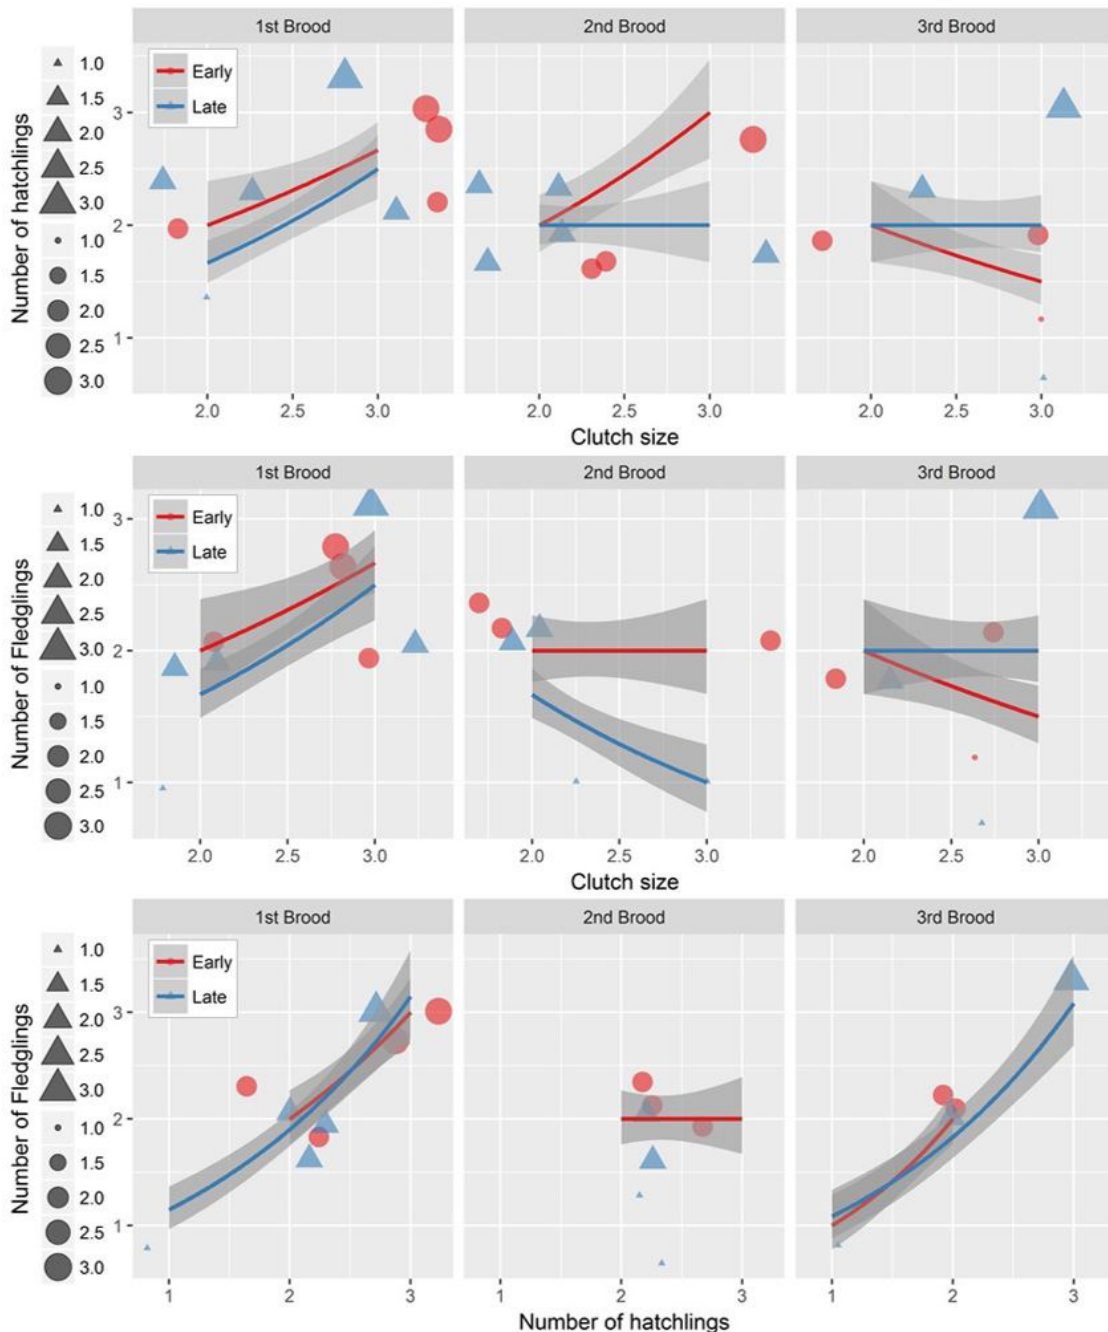 1st Brood 2nd Brood 3rd Brood
Number of hatchlings
1.0
1.5
2.0
2.5
3.0
1.0
1.5
2.0
2.5
3.0
Early
Late
3
2
1
2.0 2.5 3.0 2.0 2.5 3.0 2.0 2.5 3.0
Clutch size
1st Brood 2nd Brood 3rd Brood
Number of Fledglings
1.0
1.5
2.0
2.5
3.0
1.0
1.5
2.0
2.5
3.0
Early
Late
3
2
1
2.0 2.5 3.0 2.0 2.5 3.0 2.0 2.5 3.0
Clutch size
1st Brood 2nd Brood 3rd Brood
Number of Fledglings
1.0
1.5
2.0
2.5
3.0
1.0
1.5
2.0
2.5
3.0
Early
Late
3
2
1
1 2 3 1 2 3 1 2 3
Number of hatchlings